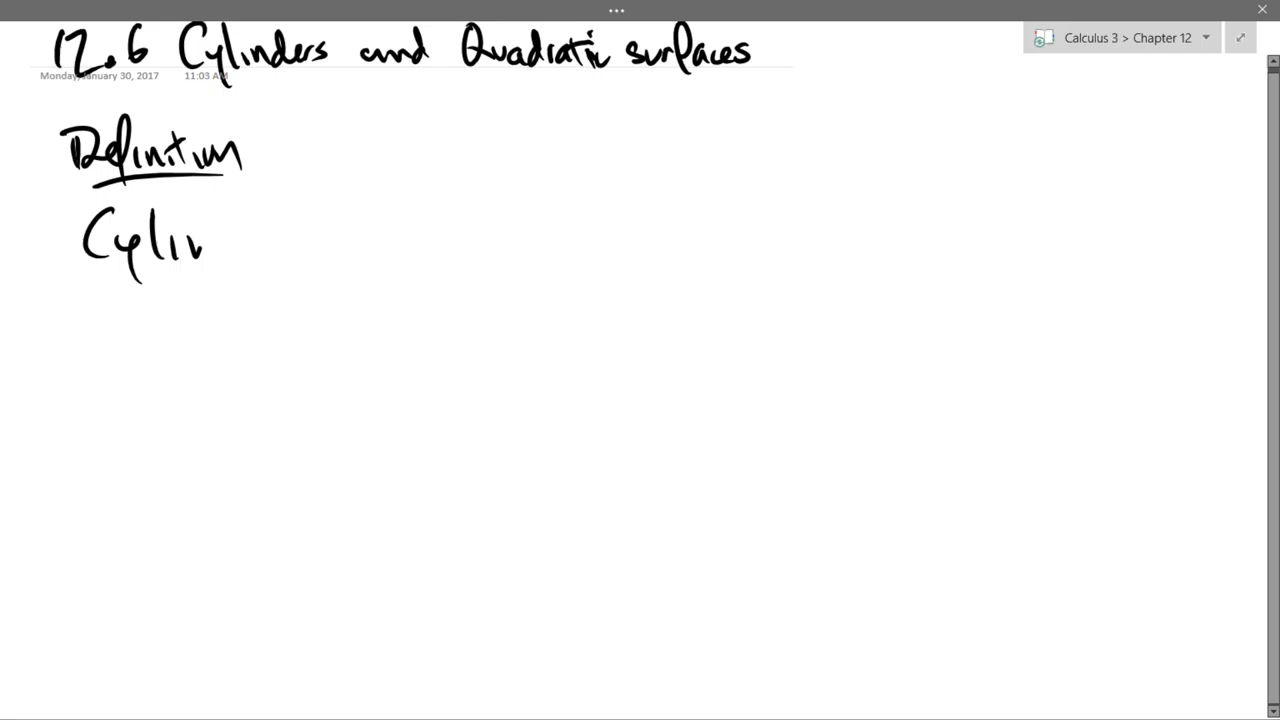 12.6 Cylinders and Quadratic surfaces
Calculus 3 > Chapter 12
Monday, January 30, 2017 11:03 AM
Definition
Cylin